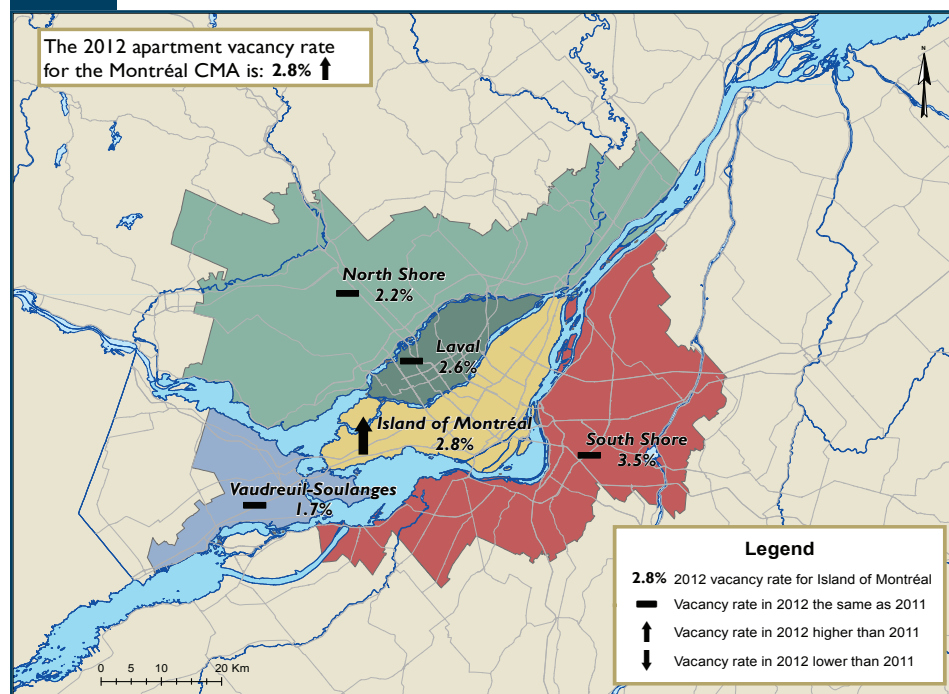 The 2012 apartment vacancy rate
for the Montréal CMA is: 2.8%
N
North Shore
2.2%
Laval
2.6%
Island of Montréal
2.8%
South Shore
3.5%
Vaudreuil-Soulanges
1.7%
Legend
2.8% 2012 vacancy rate for Island of Montréal
Vacancy rate in 2012 the same as 2011
Vacancy rate in 2012 higher than 2011
Vacancy rate in 2012 lower than 2011
0 5 10 20 Km